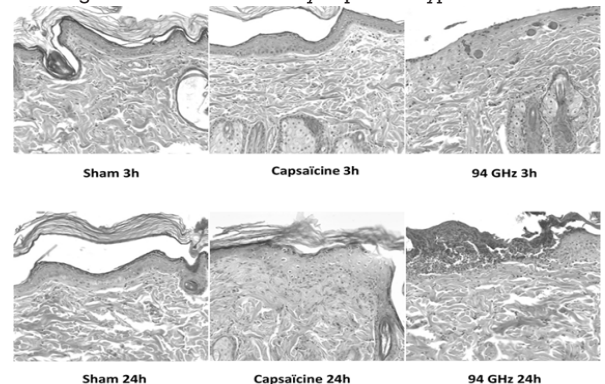 Sham 3h
Capsaïcine 3h
94 GHz 3h
Sham 24h
Capsaïcine 24h
94 GHz 24h